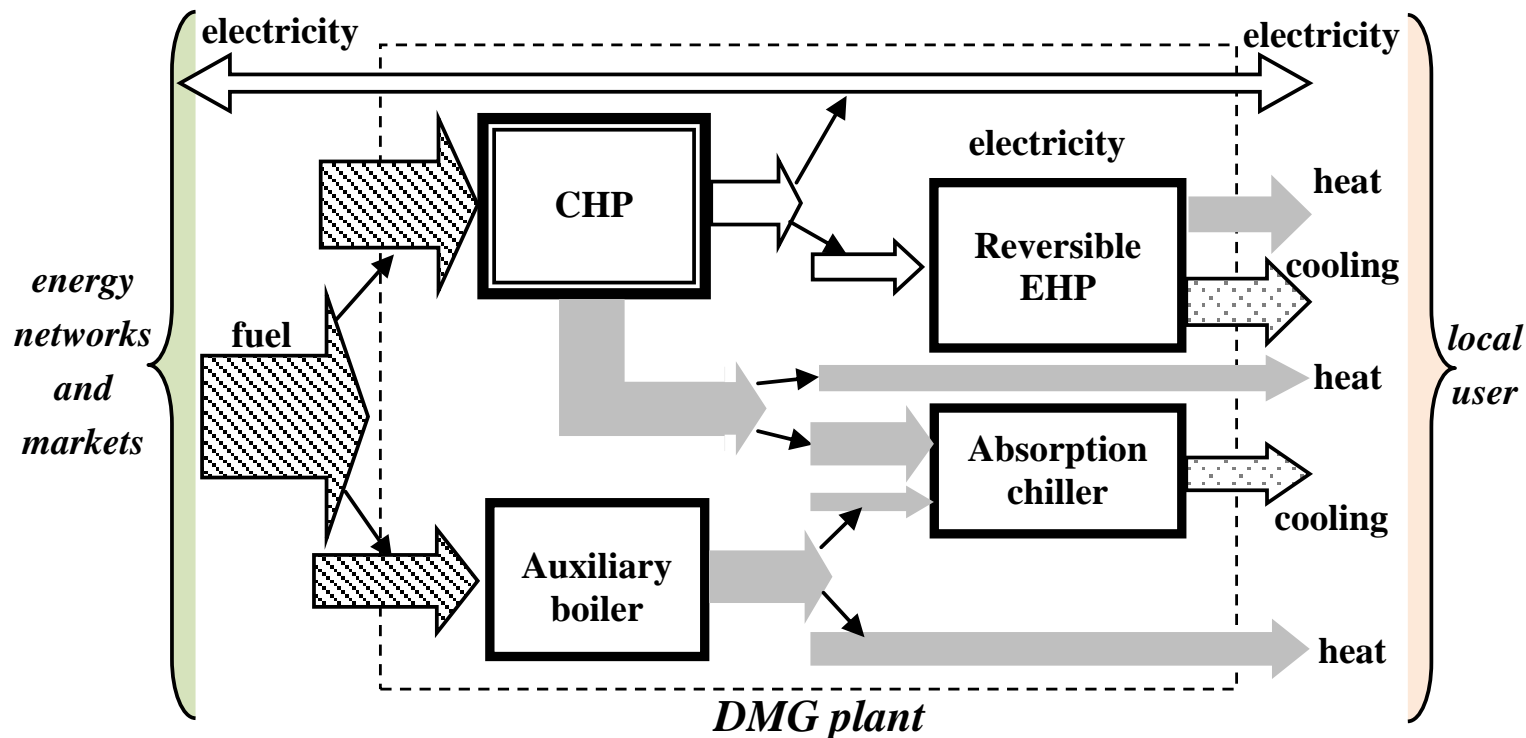 electricity
electricity
electricity
CHP
heat
Reversible
EHP
cooling
energy
networks
and
markets
fuel
heat
local
user
Absorption
chiller
cooling
Auxiliary
boiler
heat
DMG plant